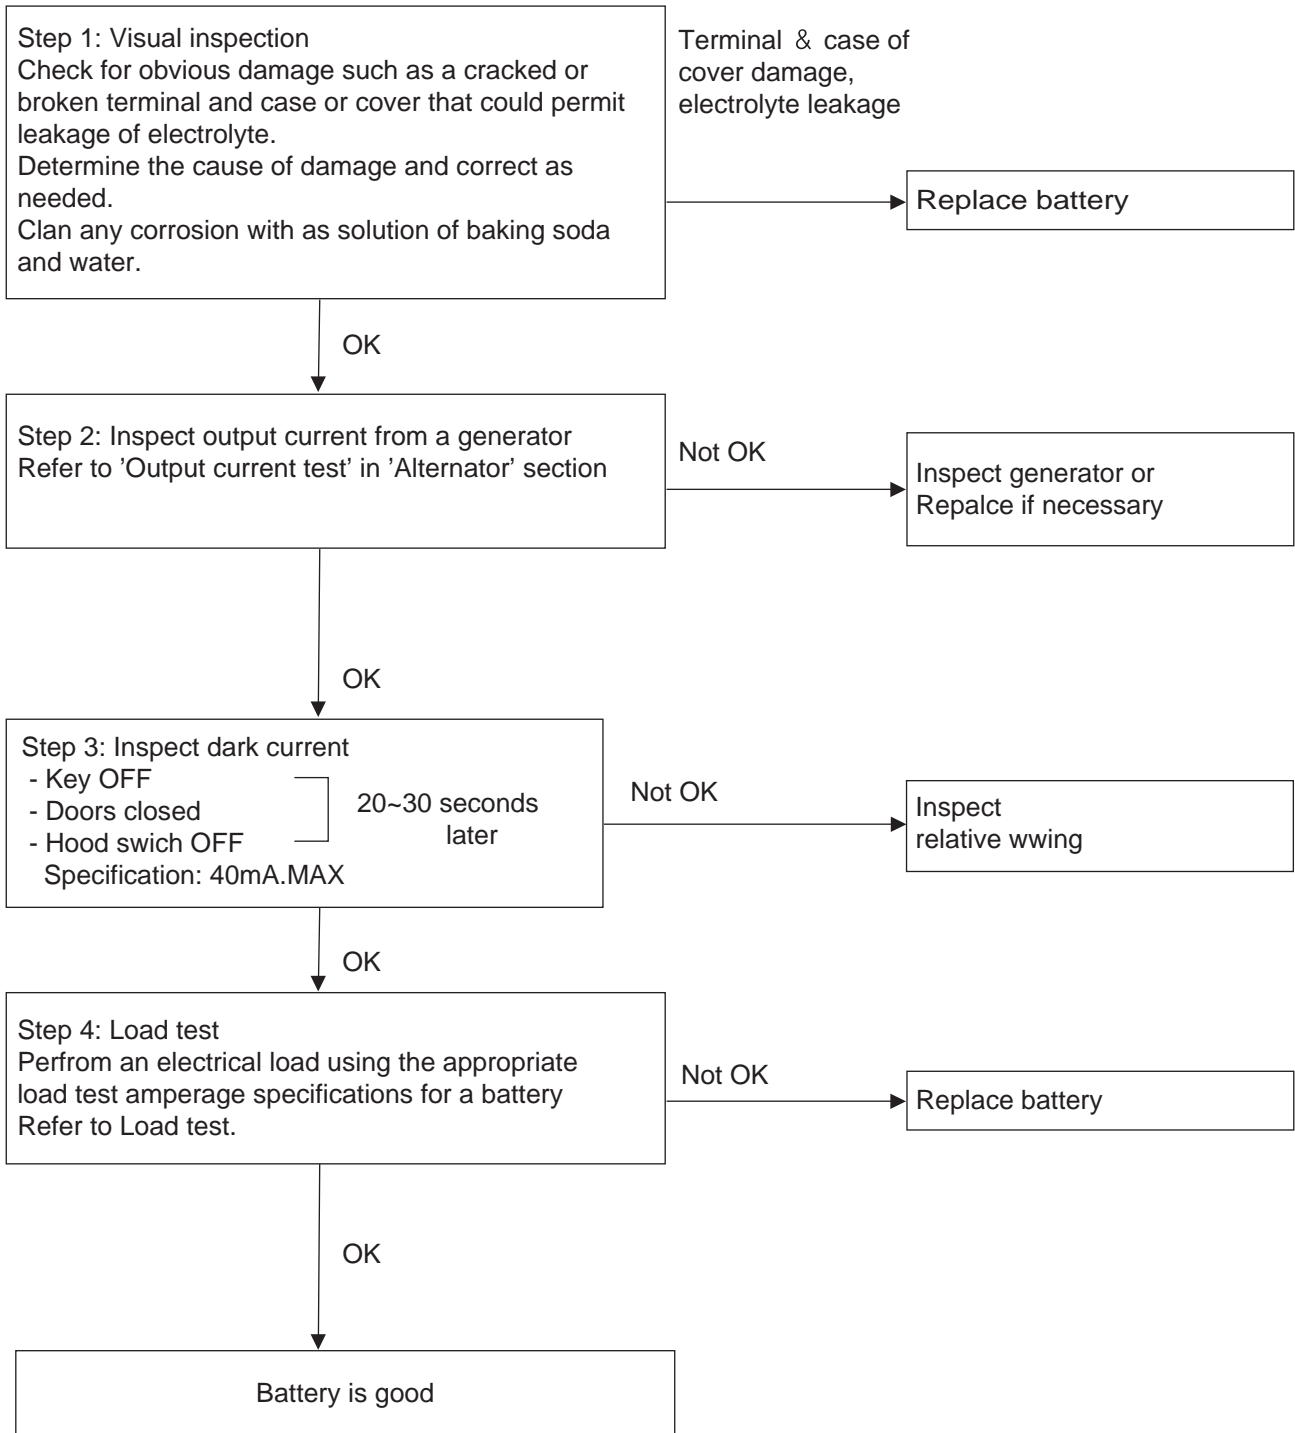 Step 1: Visual inspection
Check for obvious damage such as a cracked or
broken terminal and case or cover that could permit
leakage of electrolyte.
Determine the cause of damage and correct as
needed.
Clan any corrosion with as solution of baking soda
and water.
Terminal & case of
cover damage,
electrolyte leakage
Replace battery
OK
Step 2: Inspect output current from a generator
Refer to ’Output current test’ in ’Alternator’ section
Not OK
Inspect generator or
Repalce if necessary
OK
Step 3: Inspect dark current
- Key OFF
- Doors closed
- Hood swich OFF
20~30 seconds
later
Specification: 40mA.MAX
Not OK
Inspect
relative wwing
OK
Step 4: Load test
Perfrom an electrical load using the appropriate
load test amperage specifications for a battery
Refer to Load test.
Not OK
Replace battery
OK
Battery is good